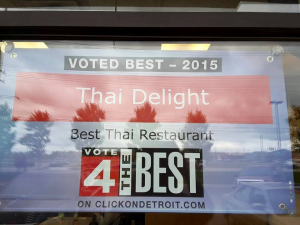 VOTED BEST – 2015
Thai Delight
Best Thai Restaurant
VOTE
4 THE BEST
ON CLICKONDETROIT.COM